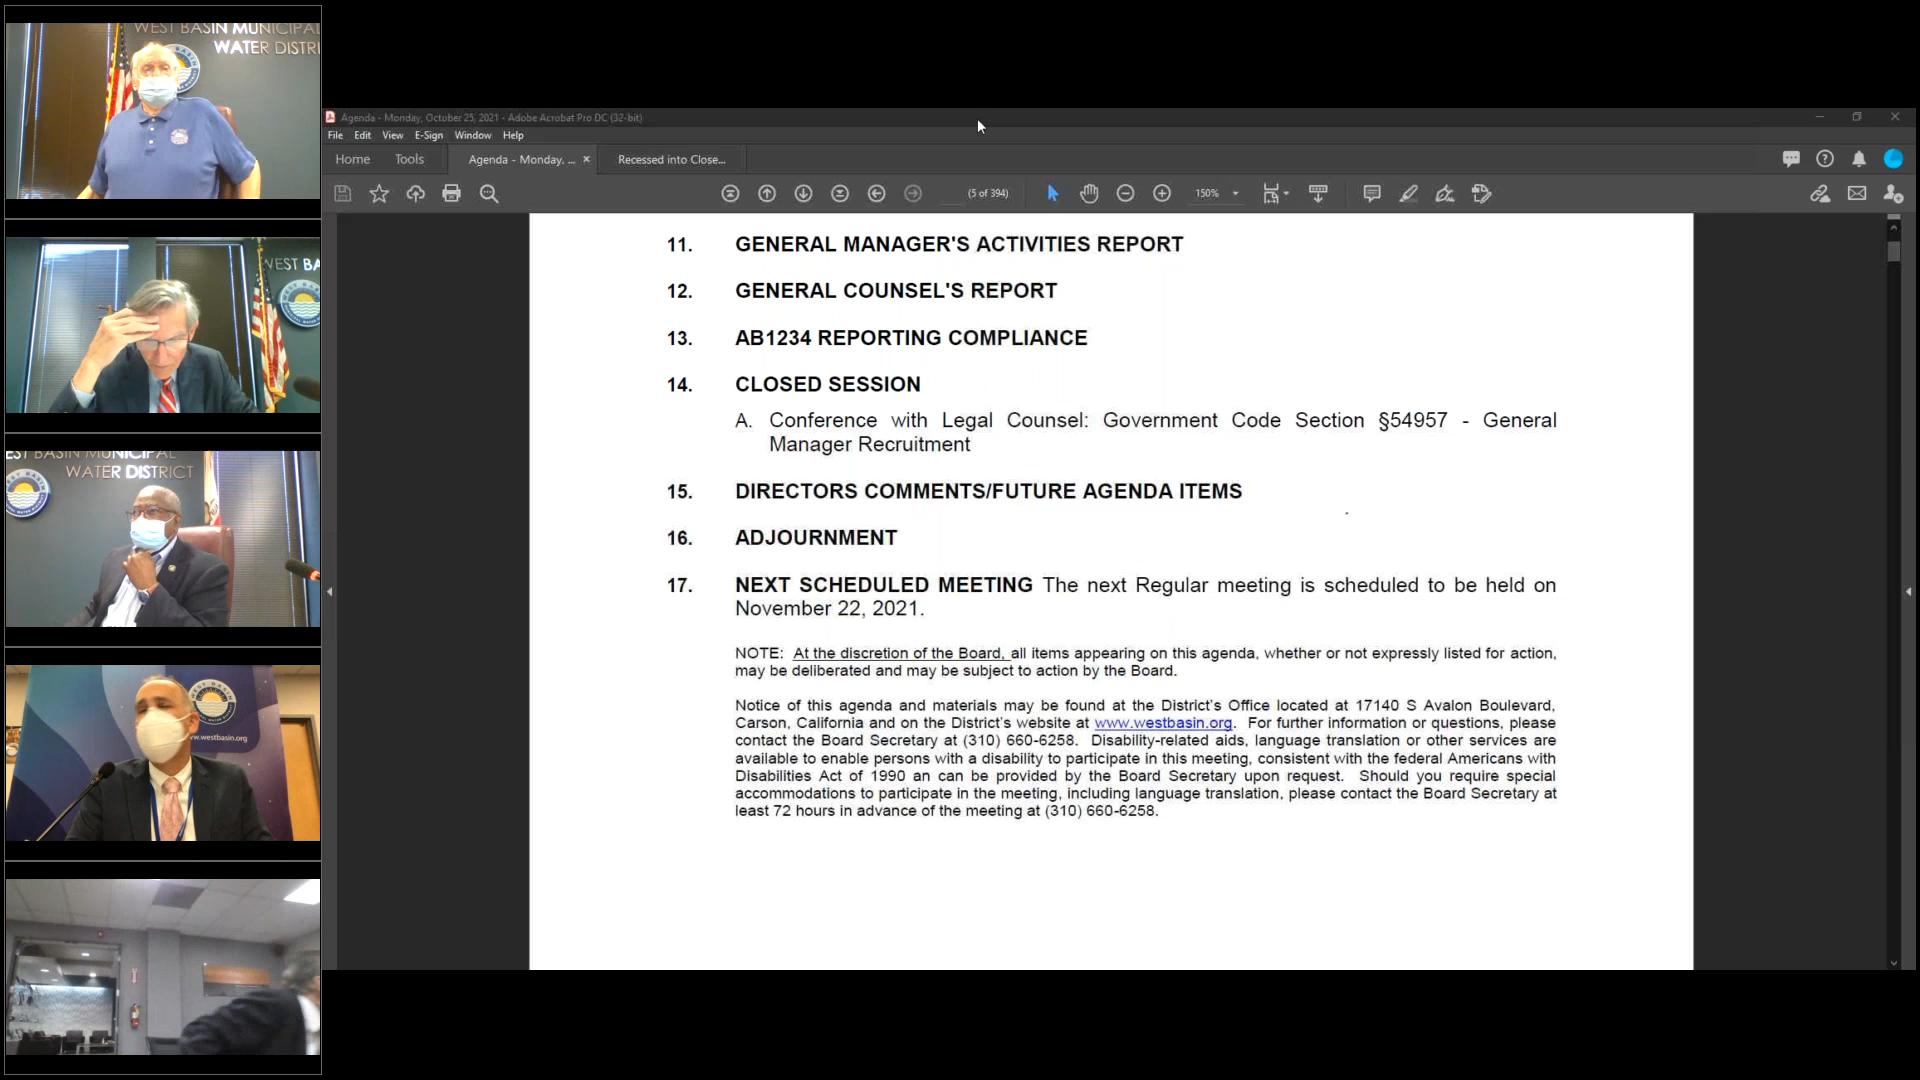 WEST BASIN MUNICIPAL
WATER DISTRI
WEST BA
EST BASIN MUNICIPAL
WATER DISTRICT
WEST BASIN
ww.westbasin.org
Agenda - Monday, October 25, 2021 - Adobe Acrobat Pro DC (32-bit)
File Edit View E-Sign Window Help
Home Tools Agenda - Monday, ... × Recessed into Close...
(5 of 394) 150%
11. GENERAL MANAGER'S ACTIVITIES REPORT
12. GENERAL COUNSEL'S REPORT
13. AB1234 REPORTING COMPLIANCE
14. CLOSED SESSION
A. Conference with Legal Counsel: Government Code Section §54957 - General
Manager Recruitment
15. DIRECTORS COMMENTS/FUTURE AGENDA ITEMS
16. ADJOURNMENT
17. NEXT SCHEDULED MEETING The next Regular meeting is scheduled to be held on
November 22, 2021.
NOTE: At the discretion of the Board, all items appearing on this agenda, whether or not expressly listed for action,
may be deliberated and may be subject to action by the Board.
Notice of this agenda and materials may be found at the District's Office located at 17140 S Avalon Boulevard,
Carson, California and on the District's website at www.westbasin.org. For further information or questions, please
contact the Board Secretary at (310) 660-6258. Disability-related aids, language translation or other services are
available to enable persons with a disability to participate in this meeting, consistent with the federal Americans with
Disabilities Act of 1990 an can be provided by the Board Secretary upon request. Should you require special
accommodations to participate in the meeting, including language translation, please contact the Board Secretary at
least 72 hours in advance of the meeting at (310) 660-6258.